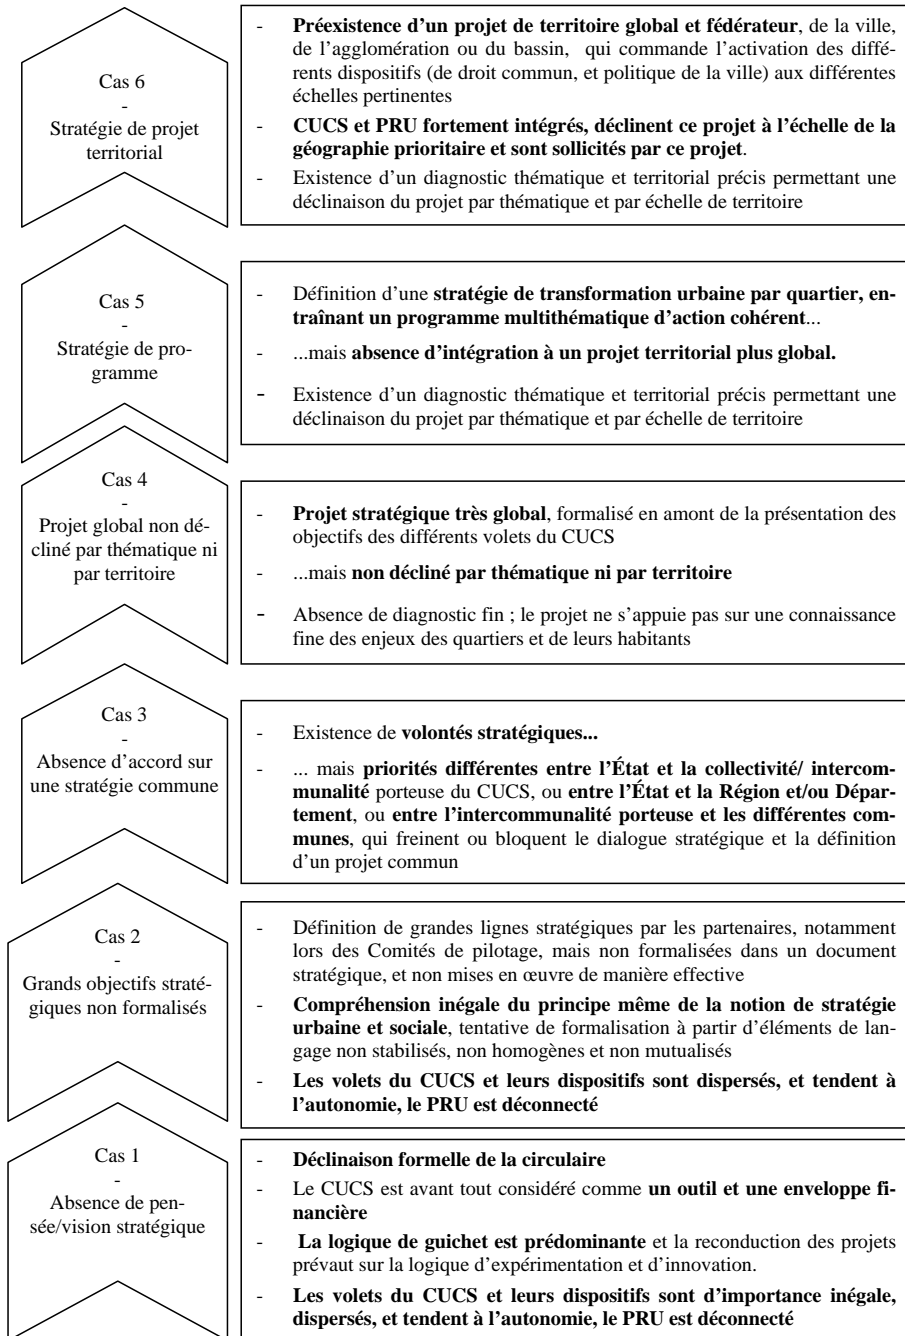 Cas 6
-
Stratégie de projet
territorial
- Préexistence d’un projet de territoire global et fédérateur, de la ville,
de l’agglomération ou du bassin, qui commande l’activation des diffé-
rents dispositifs (de droit commun, et politique de la ville) aux différentes
échelles pertinentes
- CUCS et PRU fortement intégrés, déclinent ce projet à l’échelle de la
géographie prioritaire et sont sollicités par ce projet.
- Existence d’un diagnostic thématique et territorial précis permettant une
déclinaison du projet par thématique et par échelle de territoire
Cas 5
-
Stratégie de pro-
gramme
- Définition d’une stratégie de transformation urbaine par quartier, en-
traînant un programme multithématique d’action cohérent...
- ...mais absence d’intégration à un projet territorial plus global.
- Existence d’un diagnostic thématique et territorial précis permettant une
déclinaison du projet par thématique et par échelle de territoire
Cas 4
-
Projet global non dé-
cliné par thématique ni
par territoire
- Projet stratégique très global, formalisé en amont de la présentation des
objectifs des différents volets du CUCS
- ...mais non décliné par thématique ni par territoire
- Absence de diagnostic fin ; le projet ne s’appuie pas sur une connaissance
fine des enjeux des quartiers et de leurs habitants
Cas 3
-
Absence d’accord sur
une stratégie commune
- Existence de volontés stratégiques...
- ... mais priorités différentes entre l’État et la collectivité/ intercom-
munalité porteuse du CUCS, ou entre l’État et la Région et/ou Dépar-
tement, ou entre l’intercommunalité porteuse et les différentes com-
munes, qui freinent ou bloquent le dialogue stratégique et la définition
d’un projet commun
Cas 2
-
Grands objectifs straté-
giques non formalisés
- Définition de grandes lignes stratégiques par les partenaires, notamment
lors des Comités de pilotage, mais non formalisées dans un document
stratégique, et non mises en œuvre de manière effective
- Compréhension inégale du principe même de la notion de stratégie
urbaine et sociale, tentative de formalisation à partir d’éléments de lan-
gage non stabilisés, non homogènes et non mutualisés
- Les volets du CUCS et leurs dispositifs sont dispersés, et tendent à
l’autonomie, le PRU est déconnecté
Cas 1
-
Absence de pen-
sée/vision stratégique
- Déclinaison formelle de la circulaire
- Le CUCS est avant tout considéré comme un outil et une enveloppe fi-
nancière
- La logique de guichet est prédominante et la reconduction des projets
prévaut sur la logique d’expérimentation et d’innovation.
- Les volets du CUCS et leurs dispositifs sont d’importance inégale,
dispersés, et tendent à l’autonomie, le PRU est déconnecté